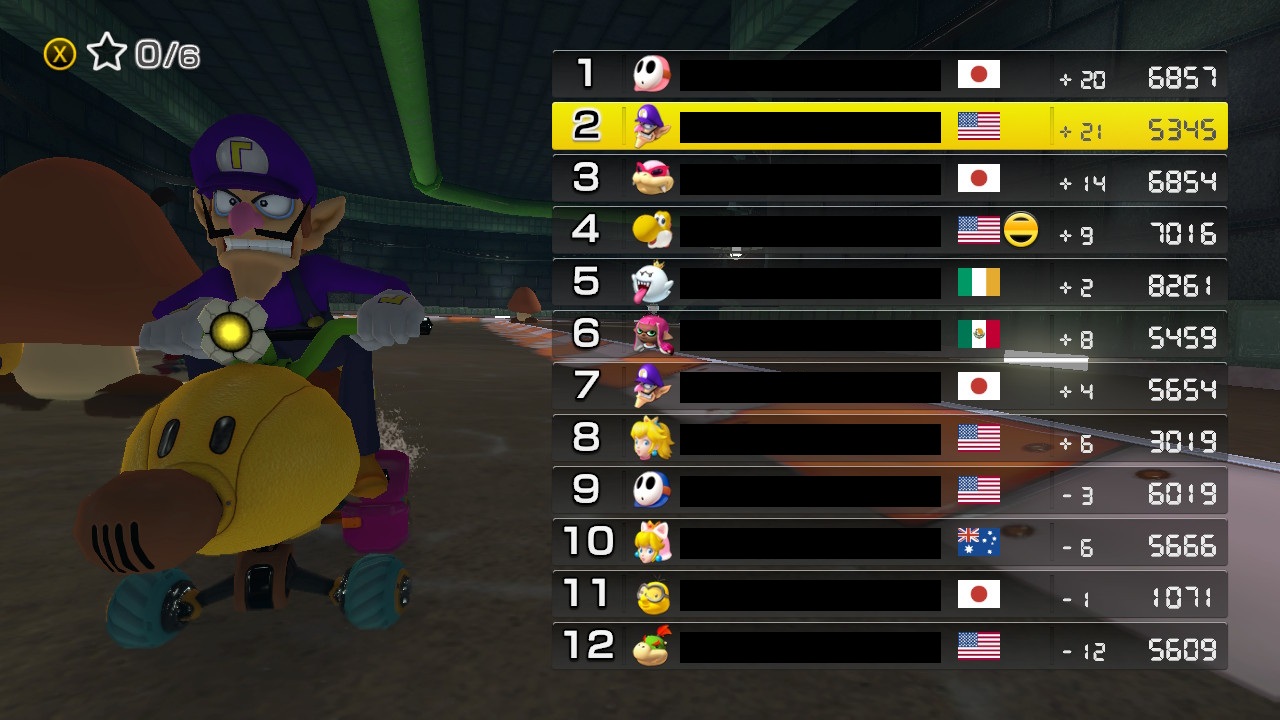 X 0/6
1 + 20 6857
2 + 21 5345
3 + 14 6854
4 + 9 7016
5 + 2 8261
6 + 8 5459
7 + 4 5654
8 + 6 3019
9 - 3 6019
10 - 6 5666
11 - 1 1071
12 - 12 5609